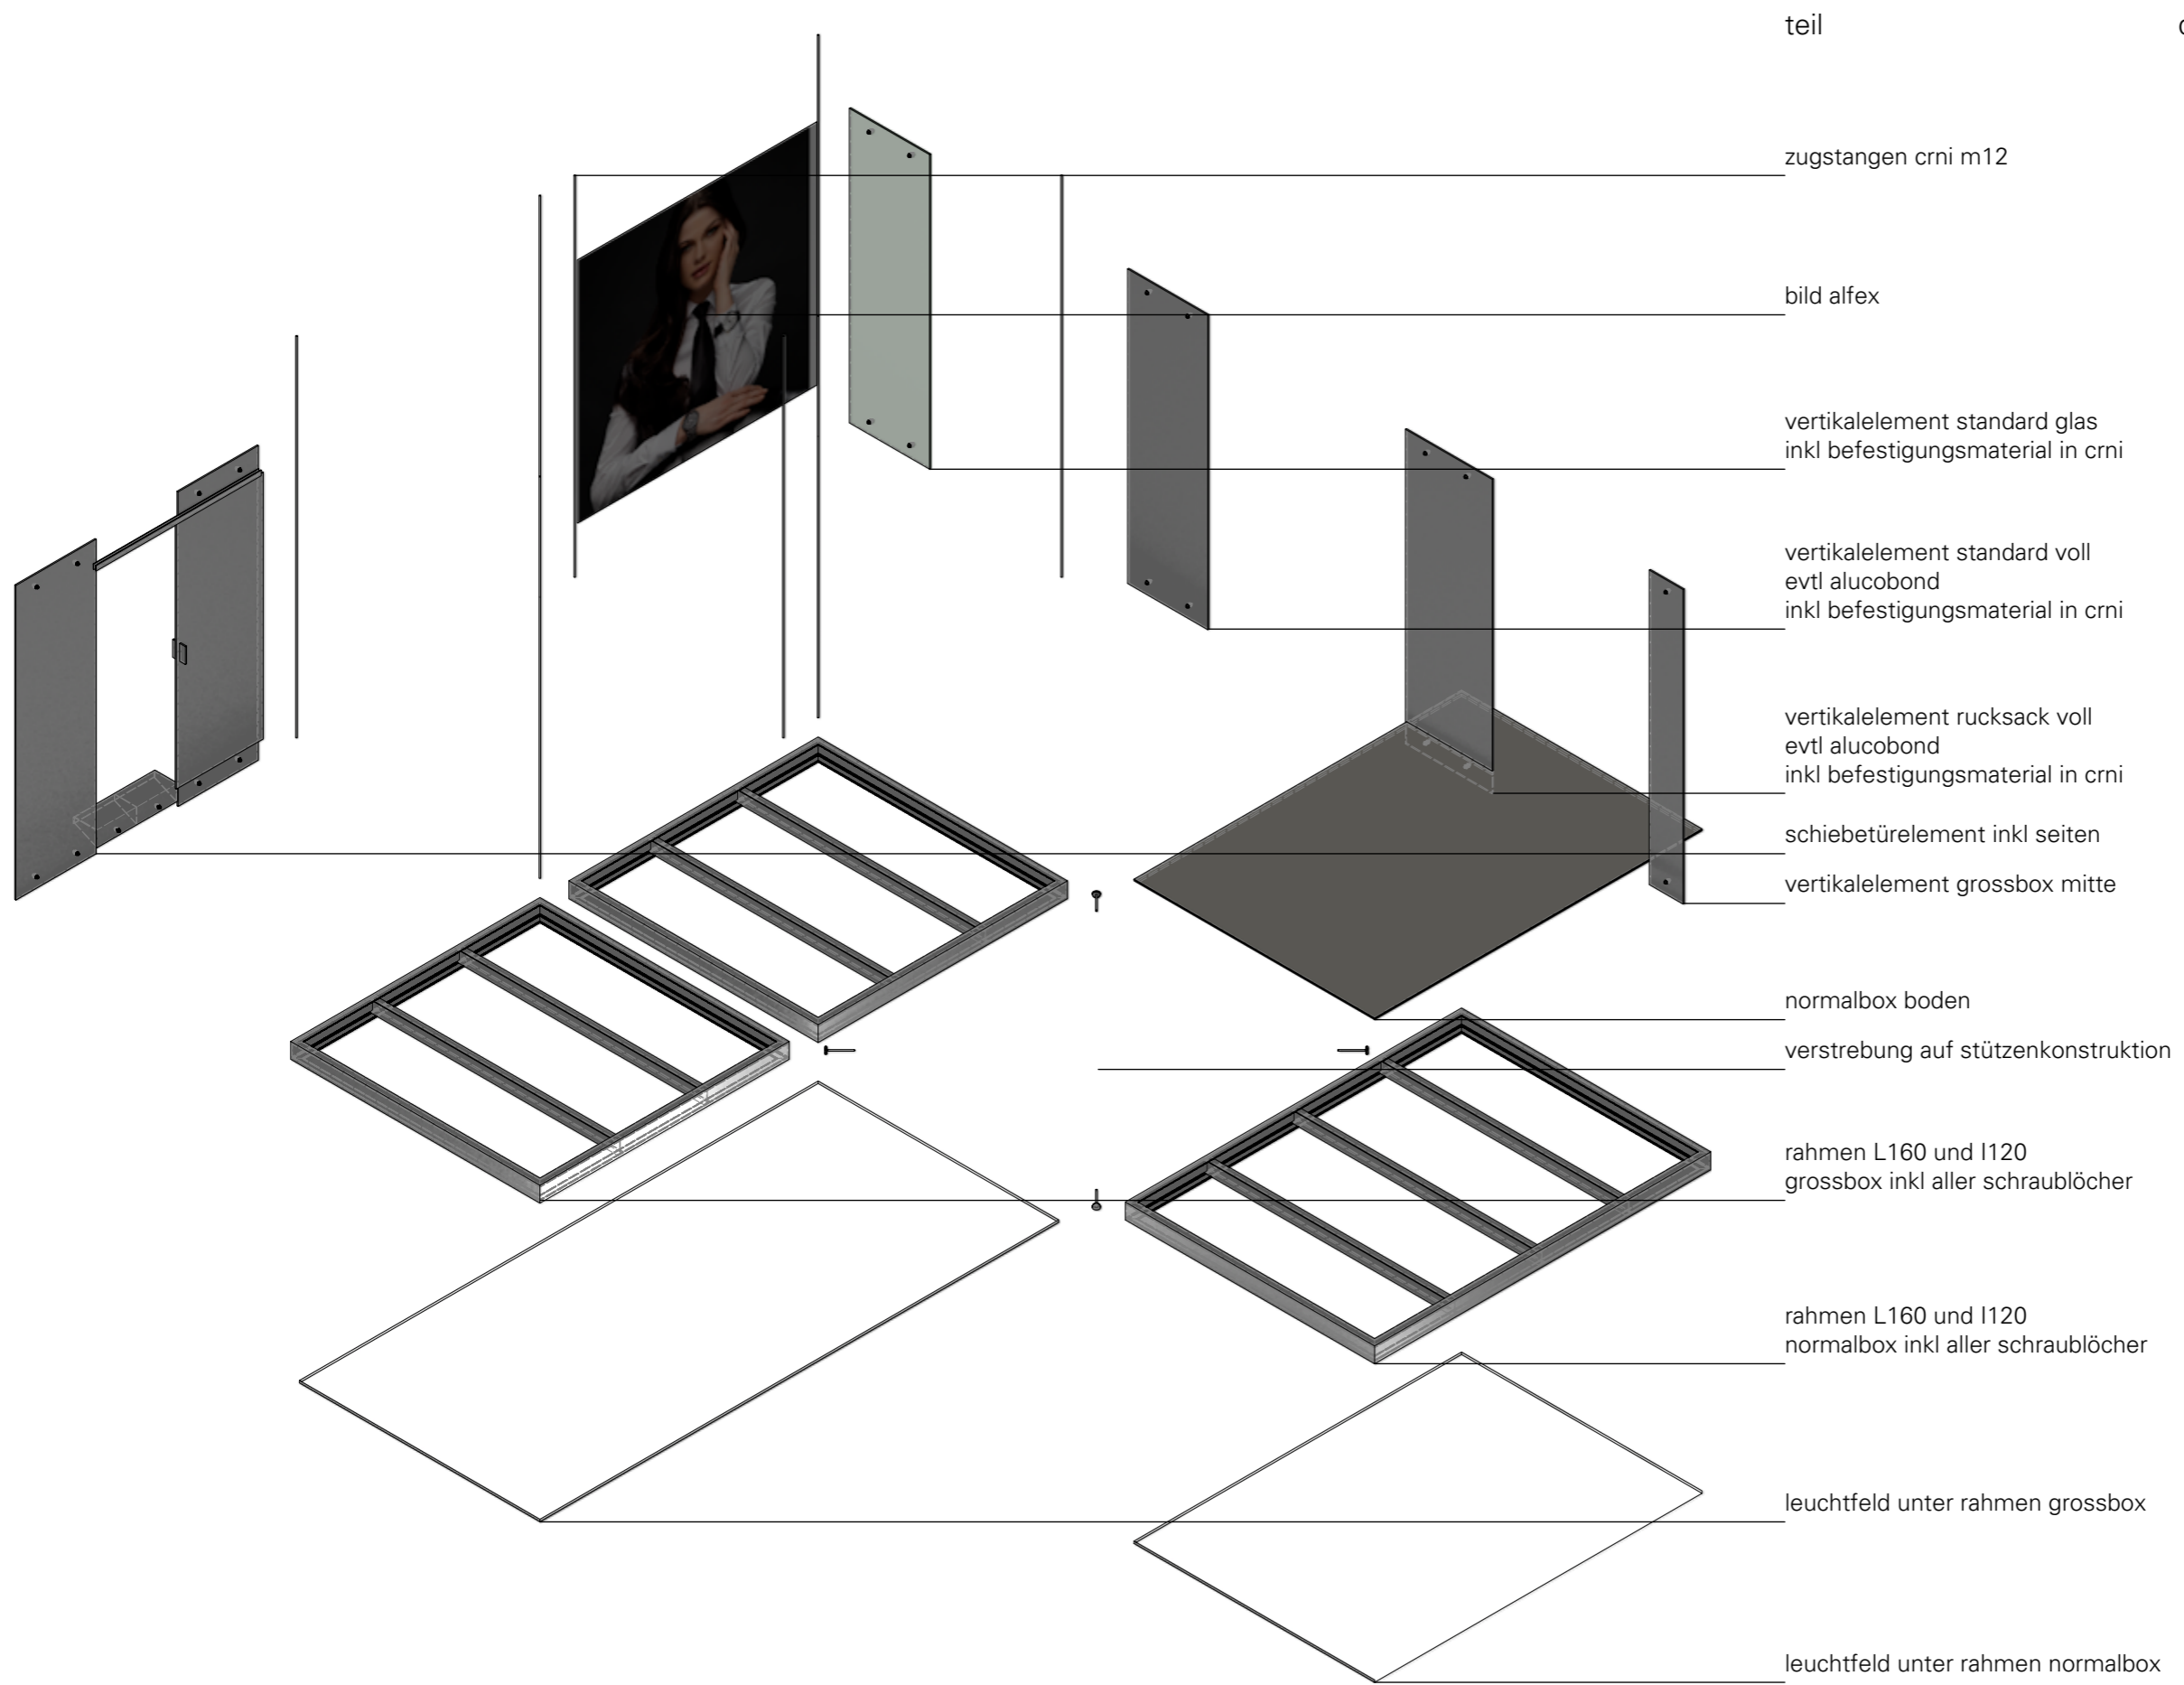 teil
zugstangen crni m12
bild alfex
vertikalelement standard glas
inkl befestigungsmaterial in crni
vertikalelement standard voll
evtl alucobond
inkl befestigungsmaterial in crni
vertikalelement rucksack voll
evtl alucobond
inkl befestigungsmaterial in crni
schiebetürelement inkl seiten
vertikalelement grossbox mitte
normalbox boden
verstrebung auf stützenkonstruktion
rahmen L160 und l120
grossbox inkl aller schraublöcher
rahmen L160 und l120
normalbox inkl aller schraublöcher
leuchtfeld unter rahmen grossbox
leuchtfeld unter rahmen normalbox